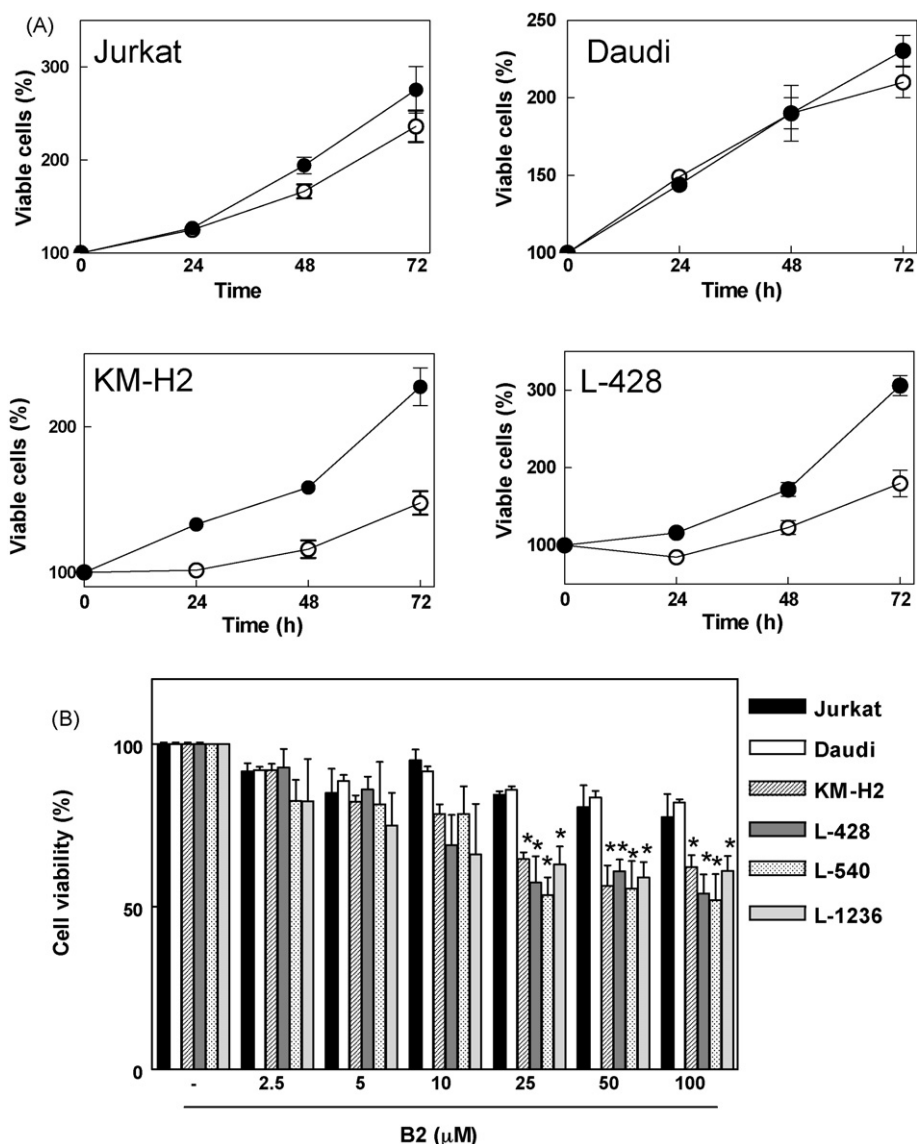 (A)
Jurkat
Viable cells (%)
300
200
100
0 24 48 72
Time
Daudi
Viable cells (%)
250
200
150
100
0 24 48 72
Time (h)
KM-H2
Viable cells (%)
200
100
0 24 48 72
Time (h)
L-428
Viable cells (%)
300
200
100
0 24 48 72
Time (h)
(B)
Cell viability (%)
100
50
0
* * * *
* * * *
* * * *
- 2.5 5 10 25 50 100
B2 (μM)
Jurkat
Daudi
KM-H2
L-428
L-540
L-1236